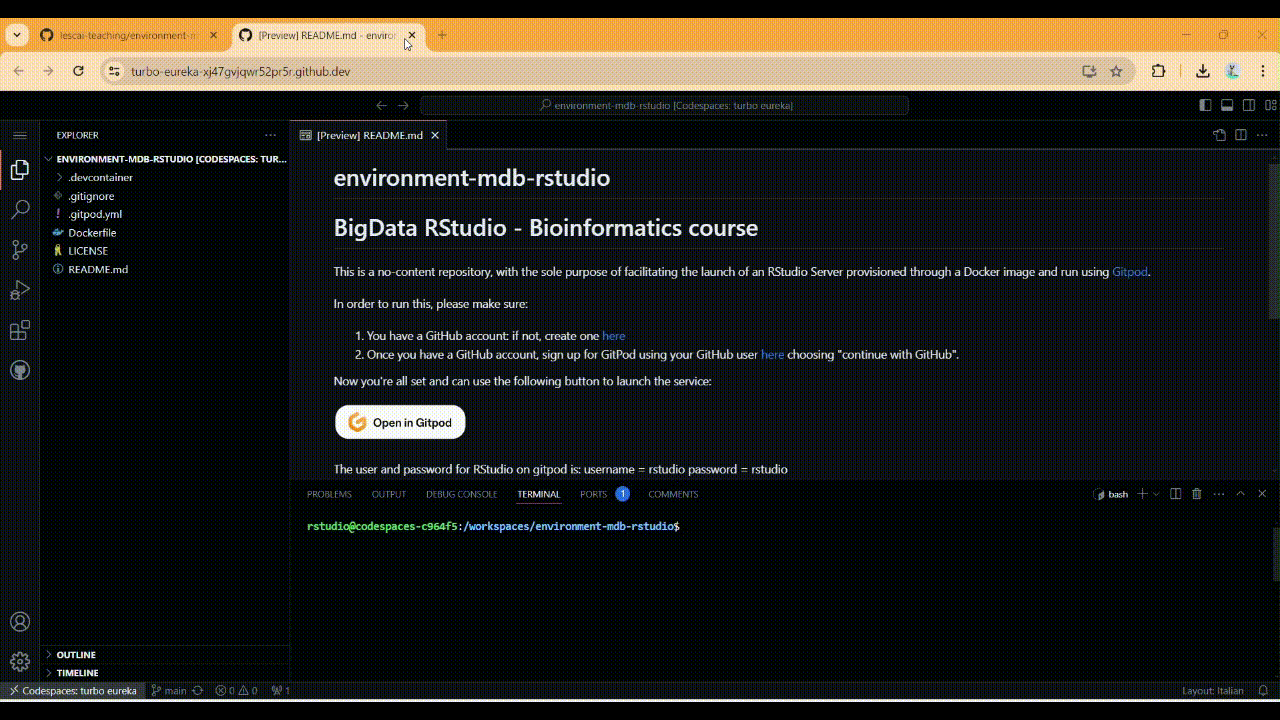 lescai-teaching/environment-m
[Preview] README.md - enviro
turbo-eureka-xj47gvjqwr52pr5r.github.dev
environment-mdb-rstudio [Codespaces: turbo eureka]
EXPLORER
ENVIRONMENT-MDB-RSTUDIO [CODESPACES: TUR...
.devcontainer
.gitignore
.gitpod.yml
Dockerfile
LICENSE
README.md
OUTLINE
TIMELINE
[Preview] README.md
environment-mdb-rstudio
BigData RStudio - Bioinformatics course
This is a no-content repository, with the sole purpose of facilitating the launch of an RStudio Server provisioned through a Docker image and run using Gitpod.
In order to run this, please make sure:
1. You have a GitHub account: if not, create one here
2. Once you have a GitHub account, sign up for GitPod using your GitHub user here choosing "continue with GitHub".
Now you're all set and can use the following button to launch the service:
Open in Gitpod
The user and password for RStudio on gitpod is: username = rstudio password = rstudio
PROBLEMS OUTPUT DEBUG CONSOLE TERMINAL PORTS 1 COMMENTS
bash
rstudio@codespaces-c964f5:/workspaces/environment-mdb-rstudio$
Codespaces: turbo eureka main 0 0 1 Layout: Italian